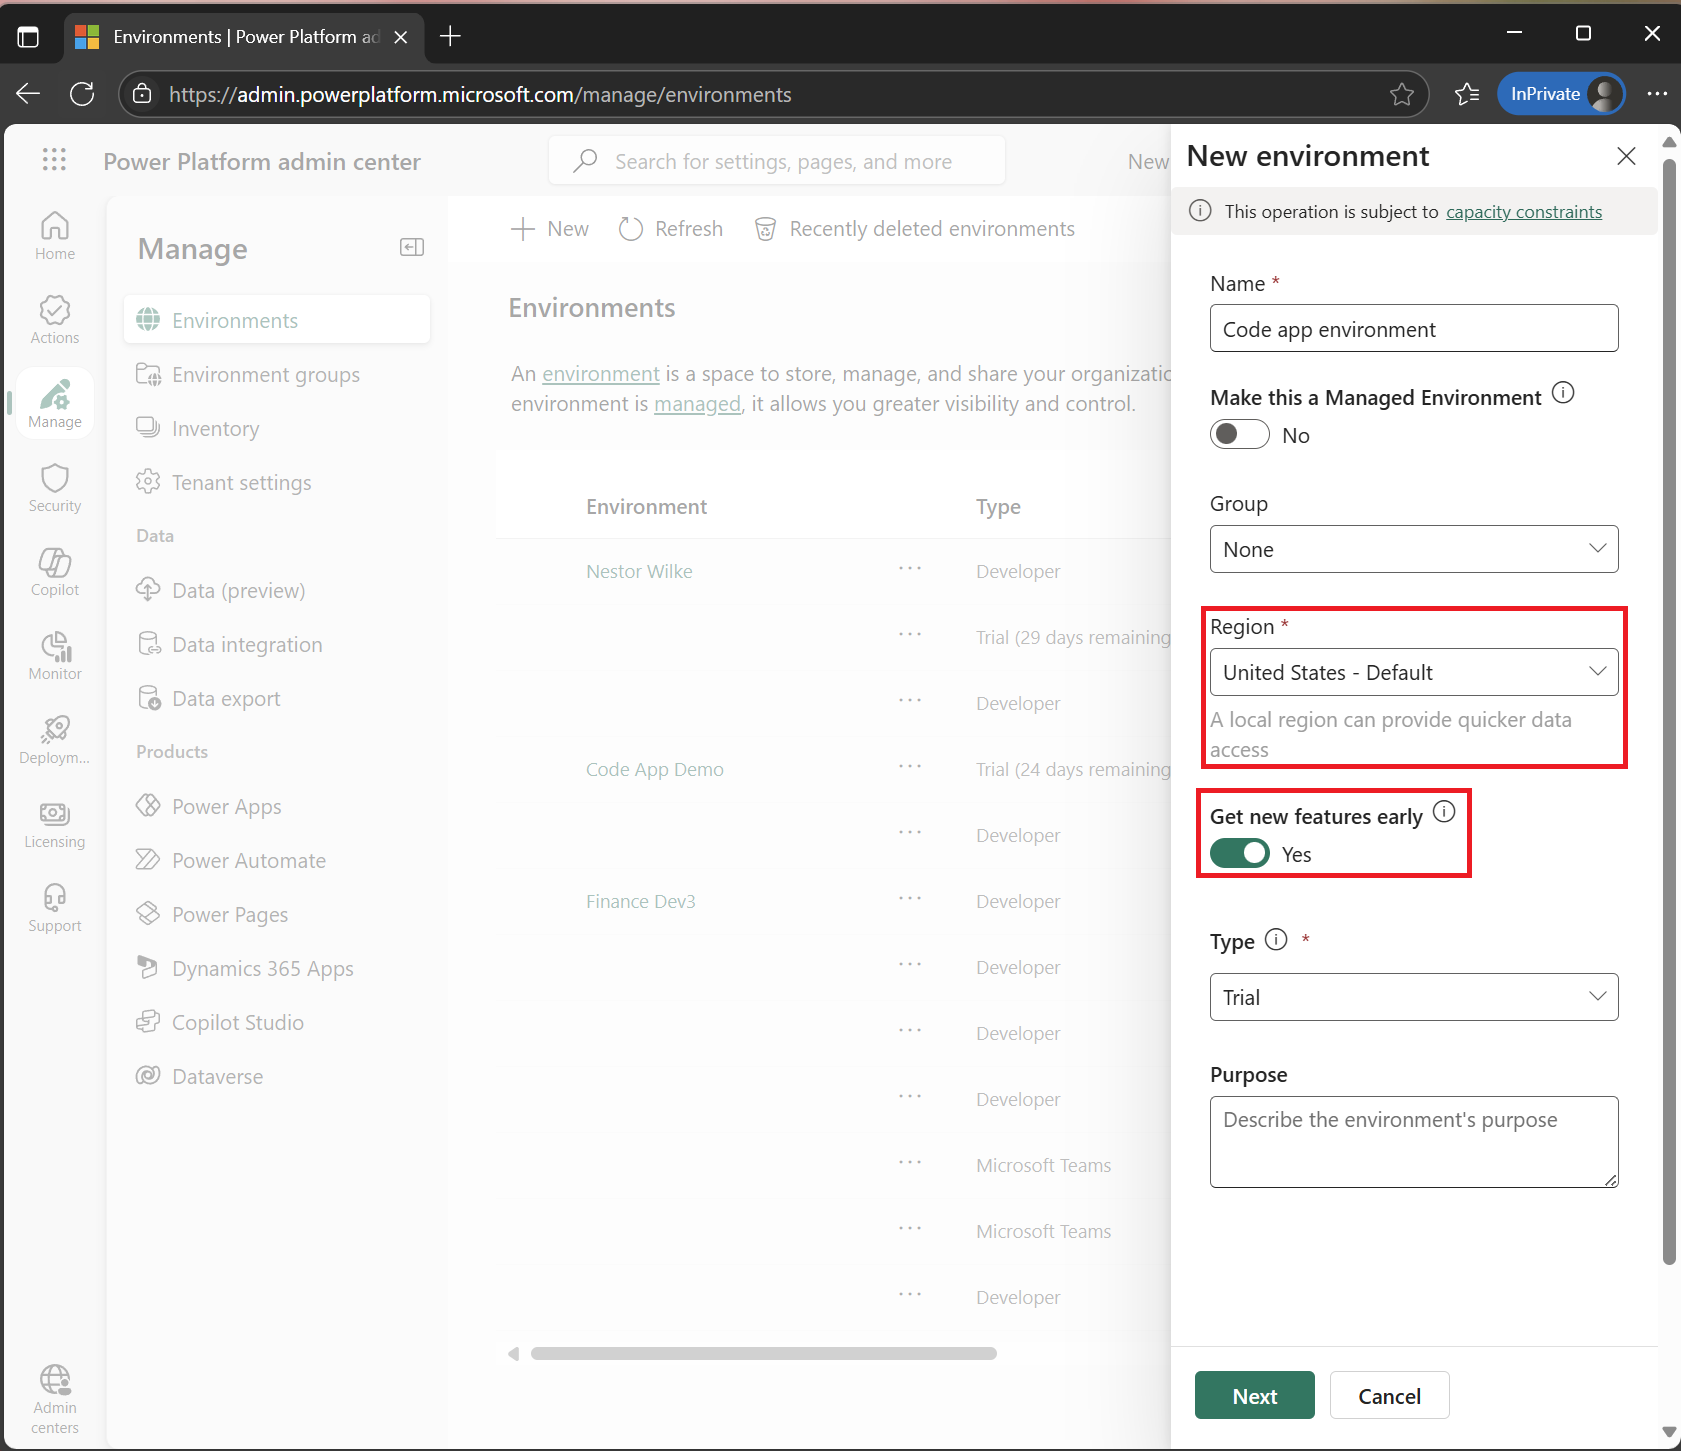 Environments | Power Platform ad
https://admin.powerplatform.microsoft.com/manage/environments
InPrivate
Power Platform admin center
Search for settings, pages, and more
New
Home
Actions
Manage
Security
Copilot
Monitor
Deploym...
Licensing
Support
Admin
centers
Manage
Environments
Environment groups
Inventory
Tenant settings
Data
Data (preview)
Data integration
Data export
Products
Power Apps
Power Automate
Power Pages
Dynamics 365 Apps
Copilot Studio
Dataverse
New
Refresh
Recently deleted environments
Environments
An environment is a space to store, manage, and share your organizatio
environment is managed, it allows you greater visibility and control.
Environment Type
Nestor Wilke ... Developer
... Trial (29 days remaining
... Developer
Code App Demo ... Trial (24 days remaining
... Developer
Finance Dev3 ... Developer
... Developer
... Developer
... Developer
... Microsoft Teams
... Microsoft Teams
... Developer
New environment
This operation is subject to capacity constraints
Name *
Code app environment
Make this a Managed Environment
No
Group
None
Region *
United States - Default
A local region can provide quicker data
access
Get new features early
Yes
Type *
Trial
Purpose
Describe the environment's purpose
Next
Cancel